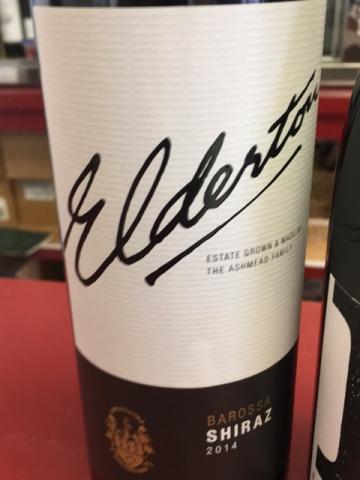 Elderton
ESTATE GROWN & MADE BY
THE ASHMEAD FAMILY
BAROSSA
SHIRAZ
2014